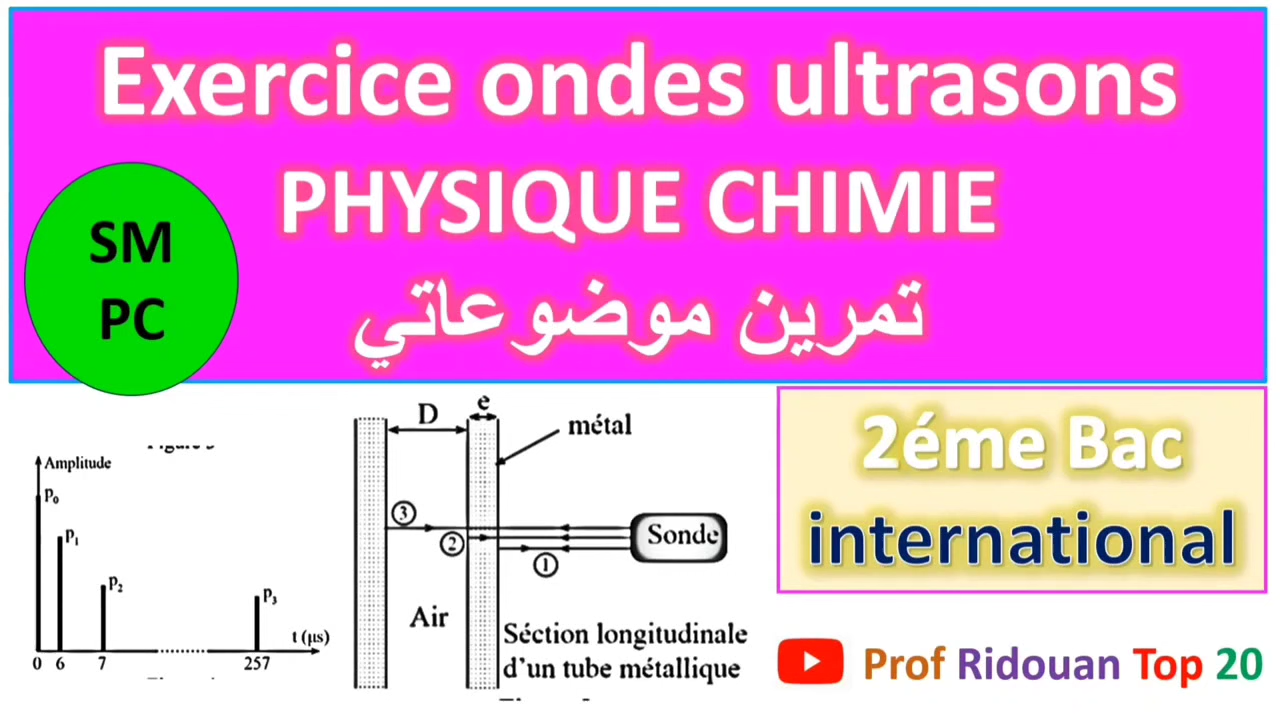 Exercice ondes ultrasons
PHYSIQUE CHIMIE
تمرين موضوعاتي
SM
PC
2éme Bac
international
Prof Ridouan Top 20
Amplitude
P₀
P₁
P₂
P₃
t (μs)
0 6 7 257
D
e
métal
③
②
①
Sonde
Air
Séction longitudinale
d'un tube métallique